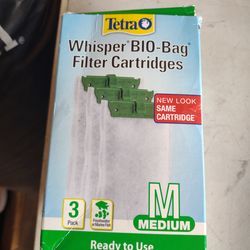 Tetra®
Whisper® BIO-Bag®
Filter Cartridges
NEW LOOK
SAME
CARTRIDGE
3
Pack
M
MEDIUM
Ready to Use